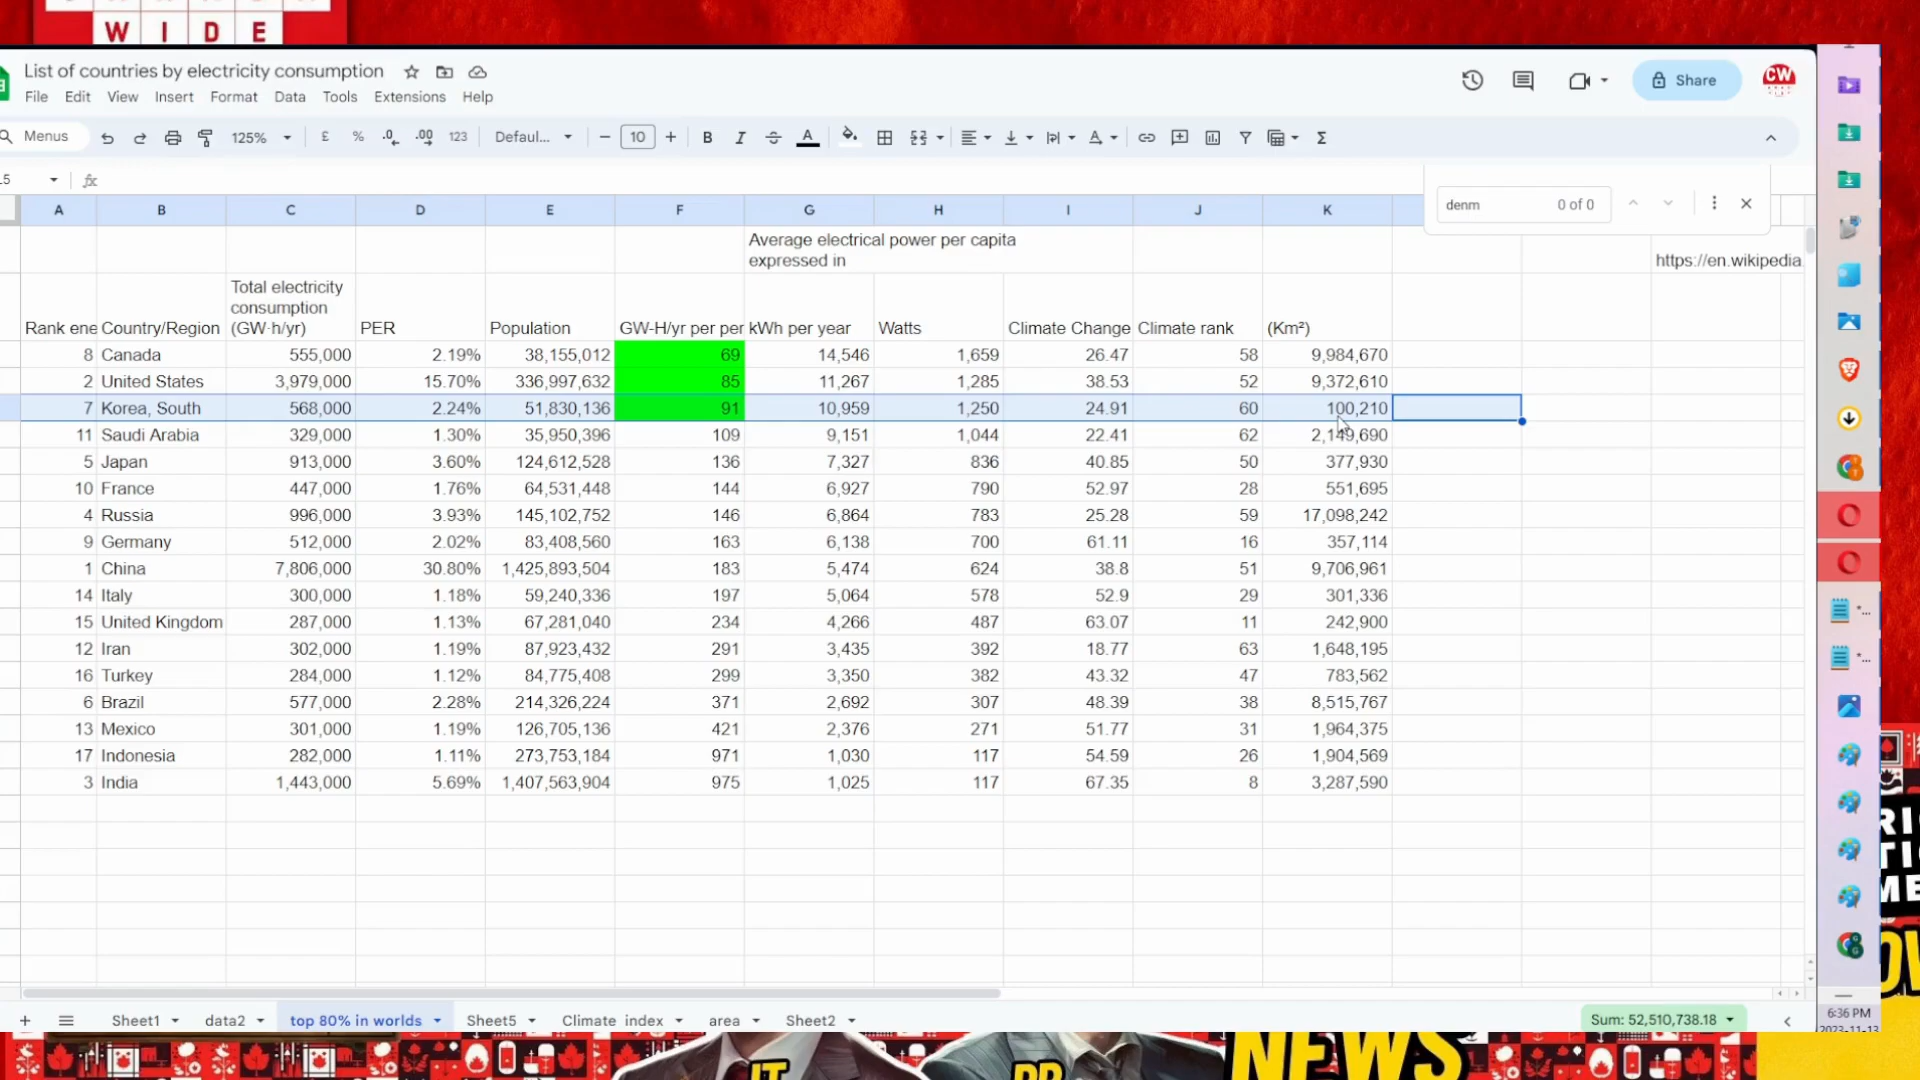 WIDE
List of countries by electricity consumption
File Edit View Insert Format Data Tools Extensions Help
Share
CW
Menus 125% £ % .0 .00 123 Defaul... 10 B I A
fx
denm 0 of 0
A B C D E F G H I J K
Average electrical power per capita
expressed in
https://en.wikipedia
Total electricity
consumption
Rank ene Country/Region (GW·h/yr) PER Population GW-H/yr per per kWh per year Watts Climate Change Climate rank (Km²)
8 Canada 555,000 2.19% 38,155,012 69 14,546 1,659 26.47 58 9,984,670
2 United States 3,979,000 15.70% 336,997,632 85 11,267 1,285 38.53 52 9,372,610
7 Korea, South 568,000 2.24% 51,830,136 91 10,959 1,250 24.91 60 100,210
11 Saudi Arabia 329,000 1.30% 35,950,396 109 9,151 1,044 22.41 62 2,149,690
5 Japan 913,000 3.60% 124,612,528 136 7,327 836 40.85 50 377,930
10 France 447,000 1.76% 64,531,448 144 6,927 790 52.97 28 551,695
4 Russia 996,000 3.93% 145,102,752 146 6,864 783 25.28 59 17,098,242
9 Germany 512,000 2.02% 83,408,560 163 6,138 700 61.11 16 357,114
1 China 7,806,000 30.80% 1,425,893,504 183 5,474 624 38.8 51 9,706,961
14 Italy 300,000 1.18% 59,240,336 197 5,064 578 52.9 29 301,336
15 United Kingdom 287,000 1.13% 67,281,040 234 4,266 487 63.07 11 242,900
12 Iran 302,000 1.19% 87,923,432 291 3,435 392 18.77 63 1,648,195
16 Turkey 284,000 1.12% 84,775,408 299 3,350 382 43.32 47 783,562
6 Brazil 577,000 2.28% 214,326,224 371 2,692 307 48.39 38 8,515,767
13 Mexico 301,000 1.19% 126,705,136 421 2,376 271 51.77 31 1,964,375
17 Indonesia 282,000 1.11% 273,753,184 971 1,030 117 54.59 26 1,904,569
3 India 1,443,000 5.69% 1,407,563,904 975 1,025 117 67.35 8 3,287,590
Sheet1 data2 top 80% in worlds Sheet5 Climate index area Sheet2
Sum: 52,510,738.18
6:36 PM
2023-11-13
IT
NEWS